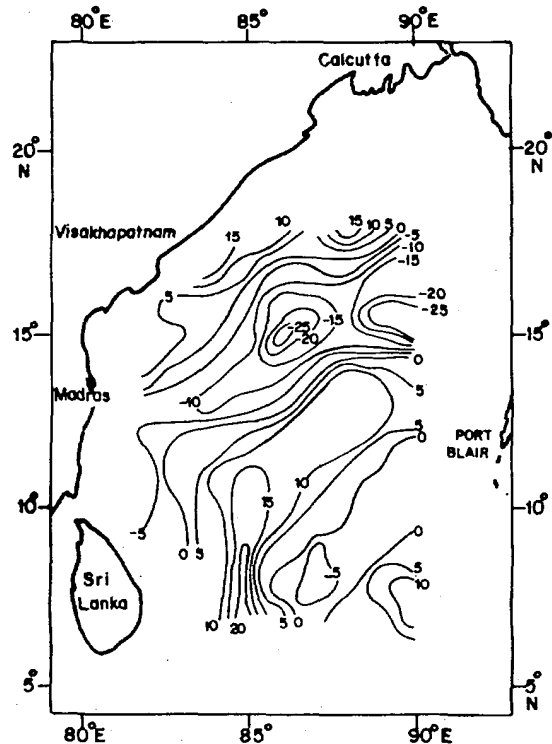 80°E 85° 90°E
Calcutta
20° N 20° N
15 10 5 0 -5
10 -10
15 -15
Visakhapatnam
5 -20
-25
-15
-25
-20
15° 15°
0
Madras -10 5
5
0
PORT
BLAIR
10
15
10° 10°
-5 0 5 0
-5 5
10
Sri
Lanka
10 20 5 0
5° 5°
N
80°E 85° 90°E